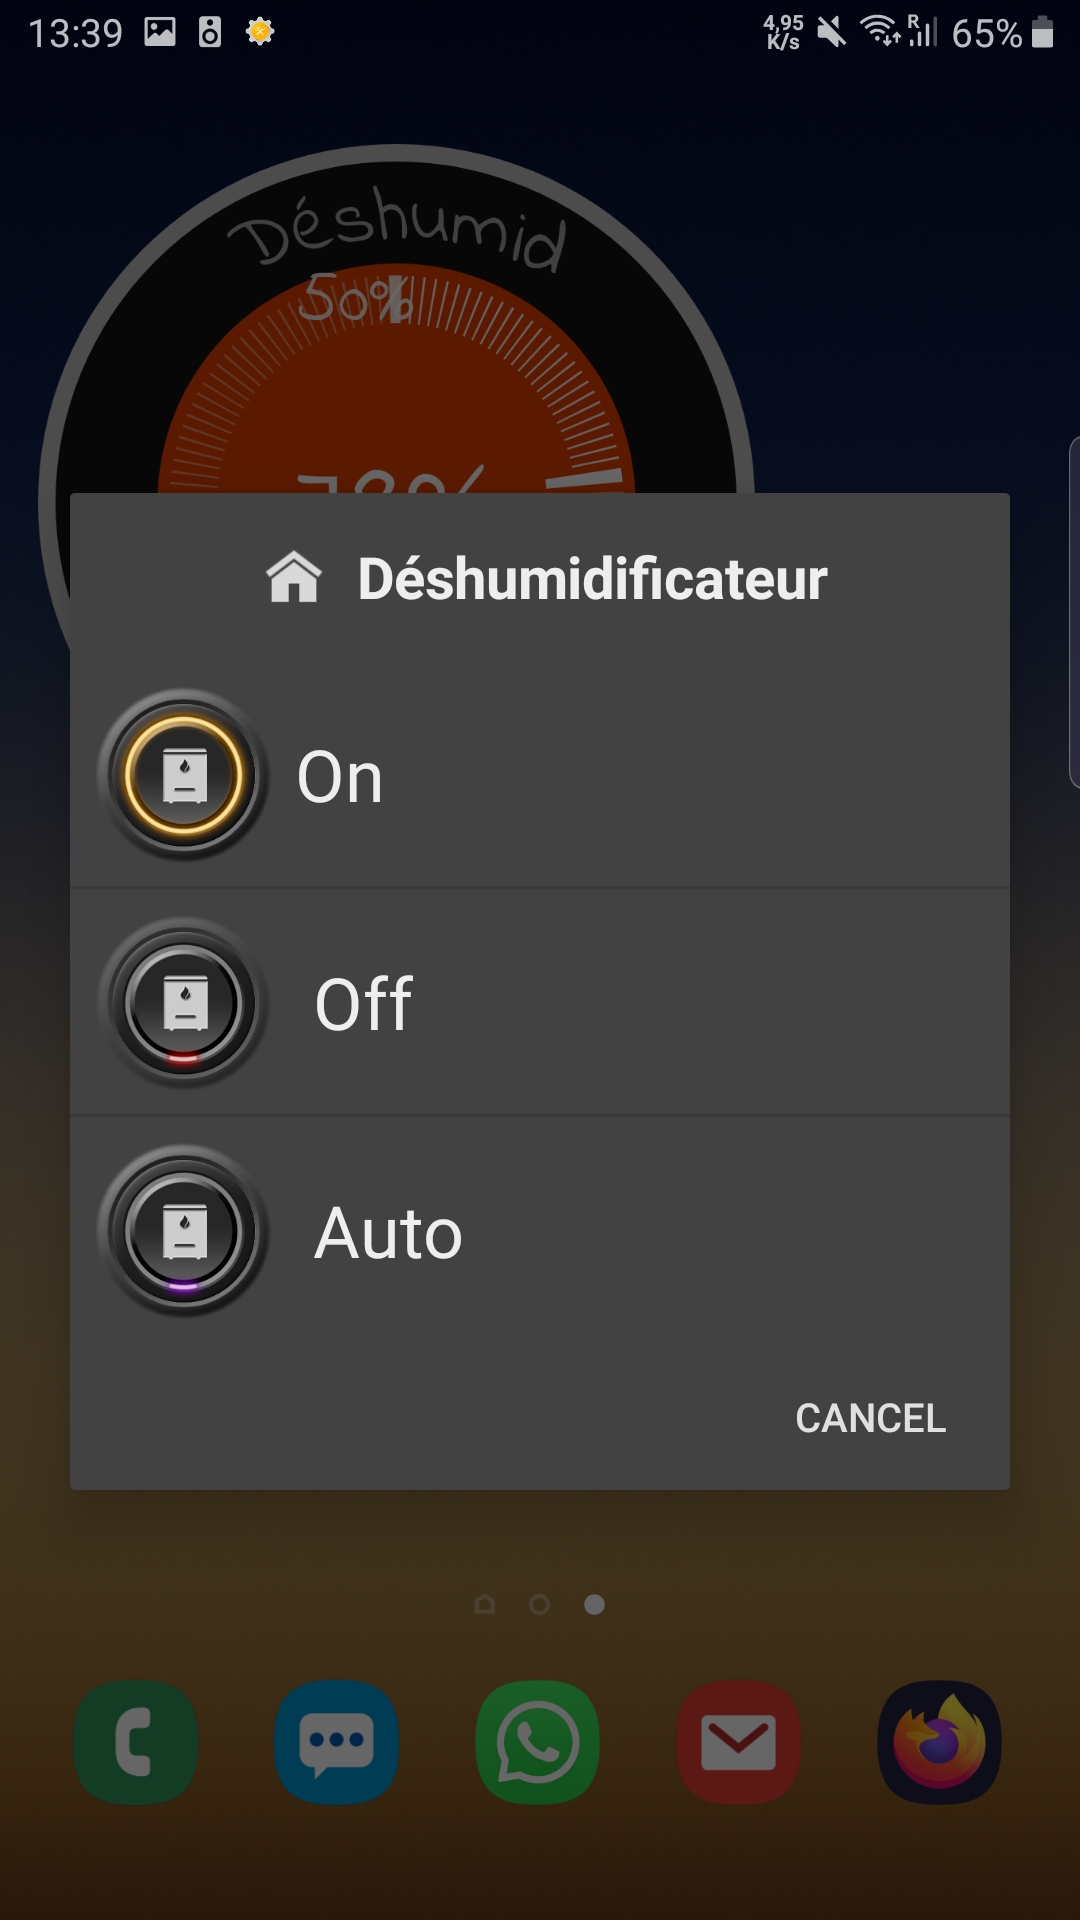 13:39
4,95 K/s
R
65%
Déshumid
50%
Déshumidificateur
On
Off
Auto
CANCEL